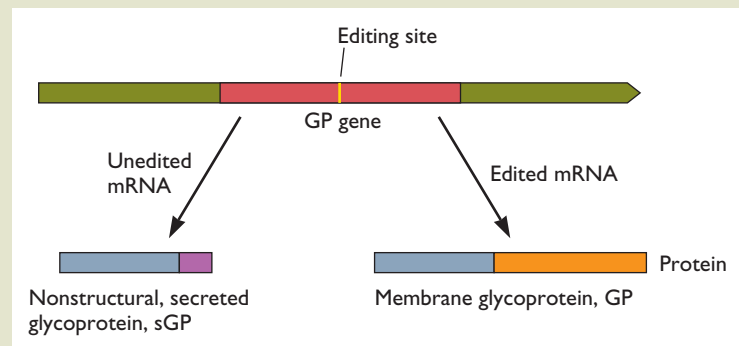 Editing site
GP gene
Unedited
mRNA
Edited mRNA
Protein
Nonstructural, secreted
glycoprotein, sGP
Membrane glycoprotein, GP